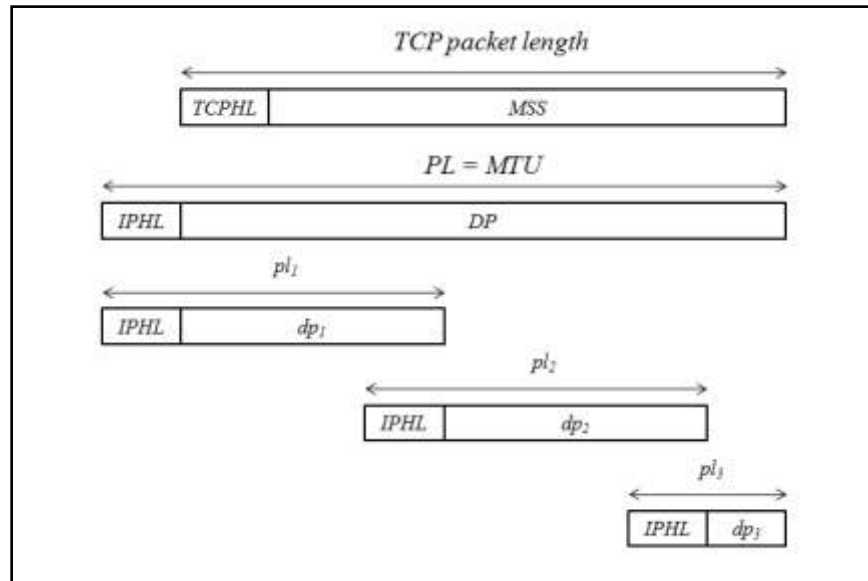 TCP packet length
TCPHL MSS
PL = MTU
IPHL DP
pl₁
IPHL dp₁
pl₂
IPHL dp₂
pl₃
IPHL dp₃